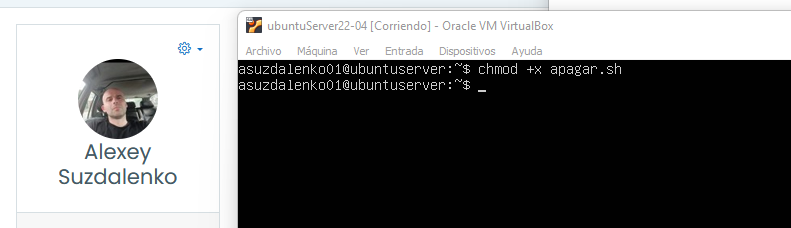 Alexey
Suzdalenko
ubuntuServer22-04 [Corriendo] - Oracle VM VirtualBox
Archivo Máquina Ver Entrada Dispositivos Ayuda
asuzdalenko01@ubuntuserver:~$ chmod +x apagar.sh
asuzdalenko01@ubuntuserver:~$ _